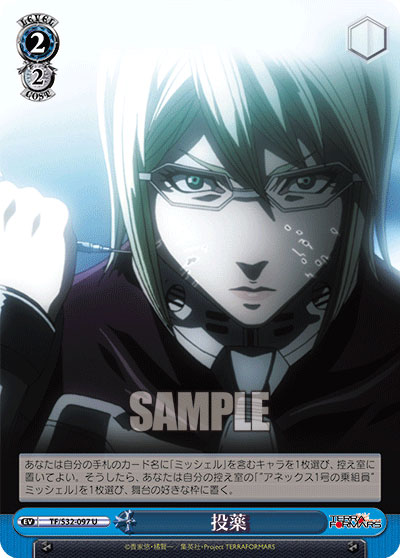 LEVEL
2
2
COST
SAMPLE
あなたは自分の手札のカード名に「ミッシェル」を含むキャラを1枚選び、控え室に
置いてよい。そうしたら、あなたは自分の控え室の「“アネックス1号の乗組員”
ミッシェル」を1枚選び、舞台の好きな枠に置く。
EV TF/S32-097 U
投薬
TERRAFORMARS
©貴家悠・橘賢一/集英社・Project TERRAFORMARS